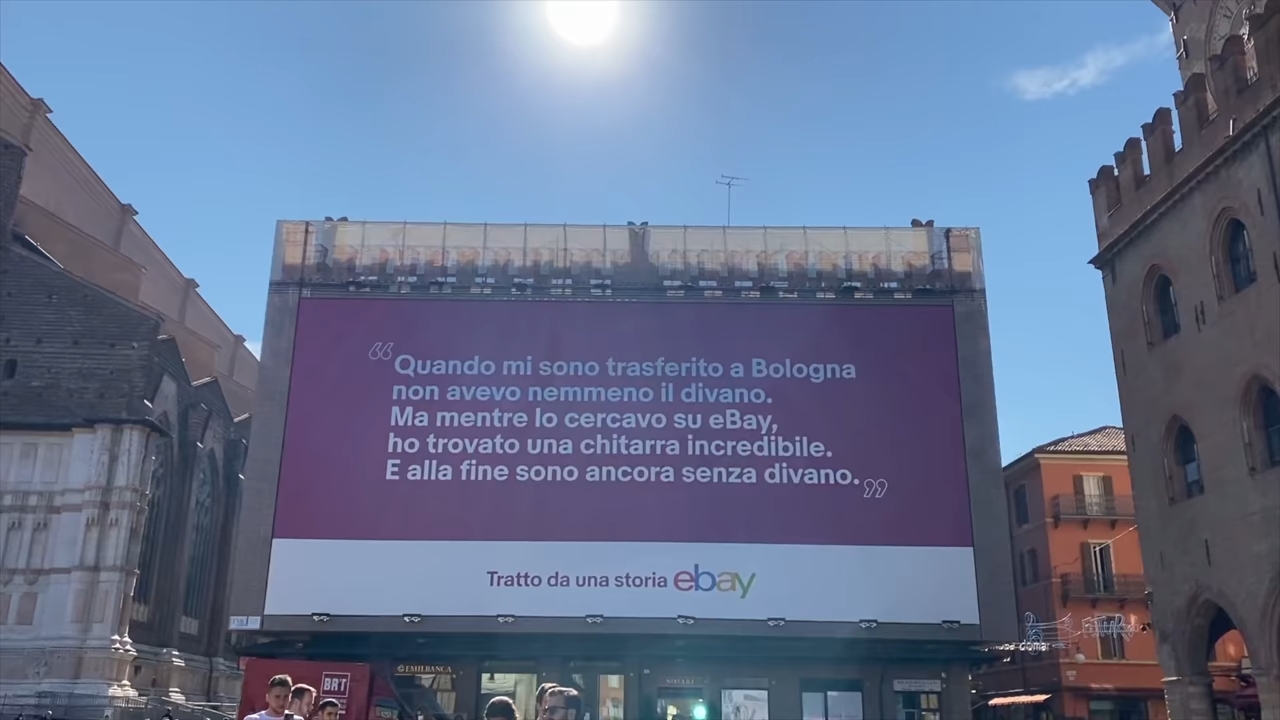 “Quando mi sono trasferito a Bologna
non avevo nemmeno il divano.
Ma mentre lo cercavo su eBay,
ho trovato una chitarra incredibile.
E alla fine sono ancora senza divano.”
Tratto da una storia ebay
EMILBANCA
BRT